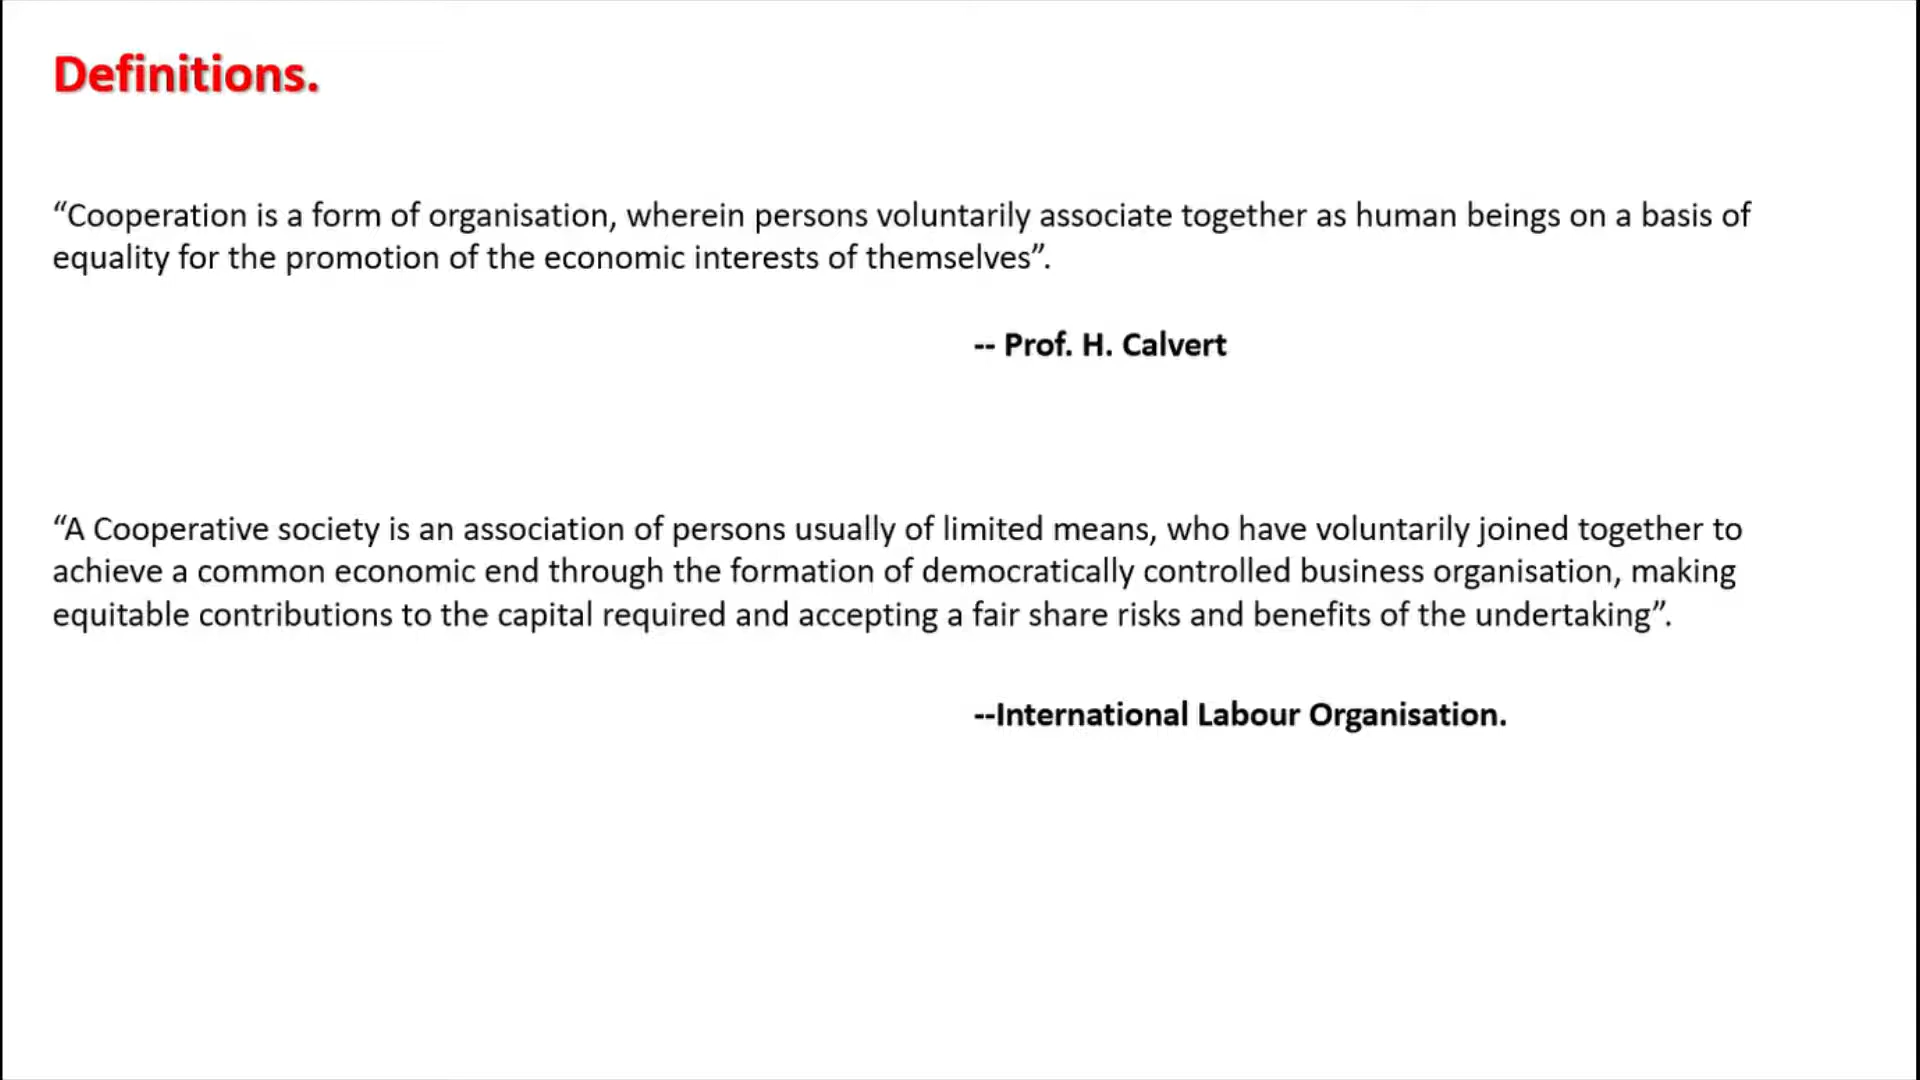 Definitions.
“Cooperation is a form of organisation, wherein persons voluntarily associate together as human beings on a basis of
equality for the promotion of the economic interests of themselves”.
-- Prof. H. Calvert
“A Cooperative society is an association of persons usually of limited means, who have voluntarily joined together to
achieve a common economic end through the formation of democratically controlled business organisation, making
equitable contributions to the capital required and accepting a fair share risks and benefits of the undertaking”.
--International Labour Organisation.